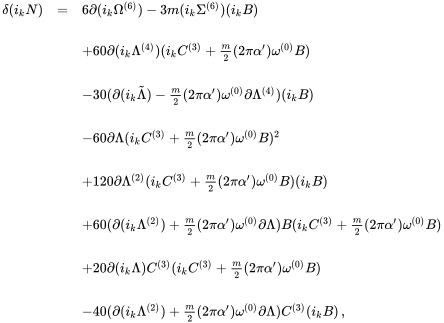 δ(i_k N) = 6∂(i_k Ω^{(6)}) − 3m(i_k Σ^{(6)})(i_k B)
+60∂(i_k Λ^{(4)})(i_k C^{(3)} + \frac{m}{2}(2πα′)ω^{(0)}B)
−30(∂(i_k \tilde{Λ}) − \frac{m}{2}(2πα′)ω^{(0)}∂Λ^{(4)})(i_k B)
−60∂Λ(i_k C^{(3)} + \frac{m}{2}(2πα′)ω^{(0)}B)^2
+120∂Λ^{(2)}(i_k C^{(3)} + \frac{m}{2}(2πα′)ω^{(0)}B)(i_k B)
+60(∂(i_k Λ^{(2)}) + \frac{m}{2}(2πα′)ω^{(0)}∂Λ)B(i_k C^{(3)} + \frac{m}{2}(2πα′)ω^{(0)}B)
+20∂(i_k Λ)C^{(3)}(i_k C^{(3)} + \frac{m}{2}(2πα′)ω^{(0)}B)
−40(∂(i_k Λ^{(2)}) + \frac{m}{2}(2πα′)ω^{(0)}∂Λ)C^{(3)}(i_k B) ,